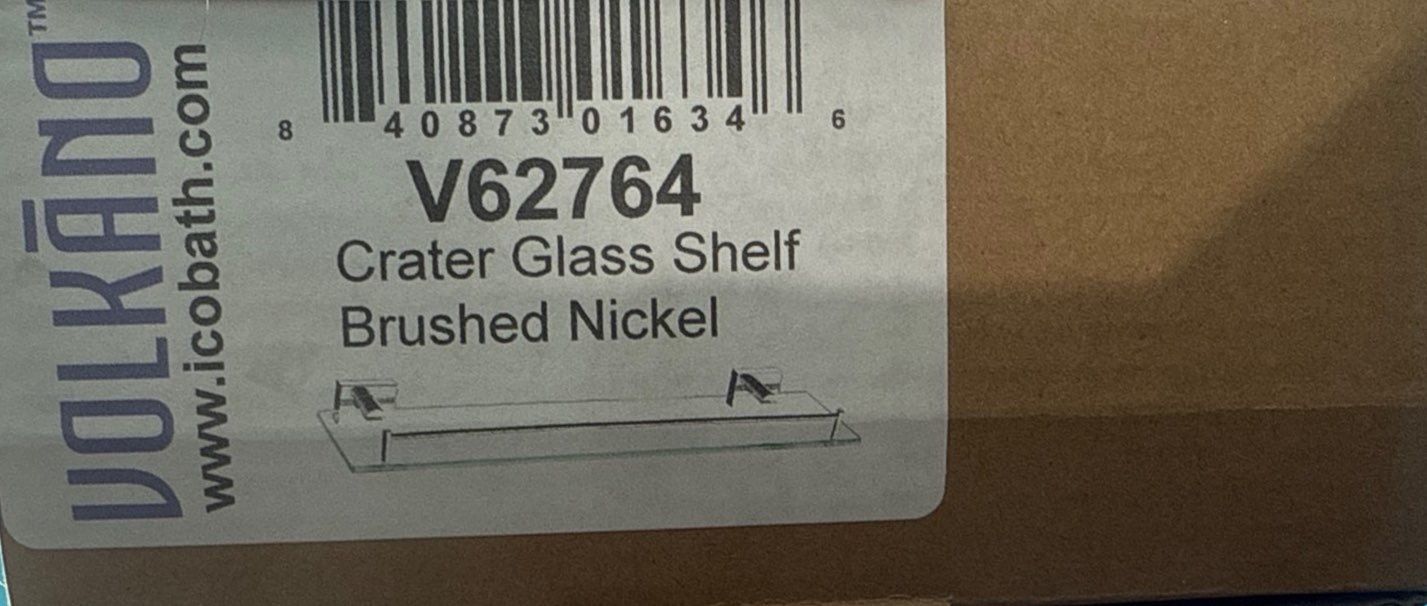 VOLKĀNO™
www.icobath.com
8 40873 01634 6
V62764
Crater Glass Shelf
Brushed Nickel